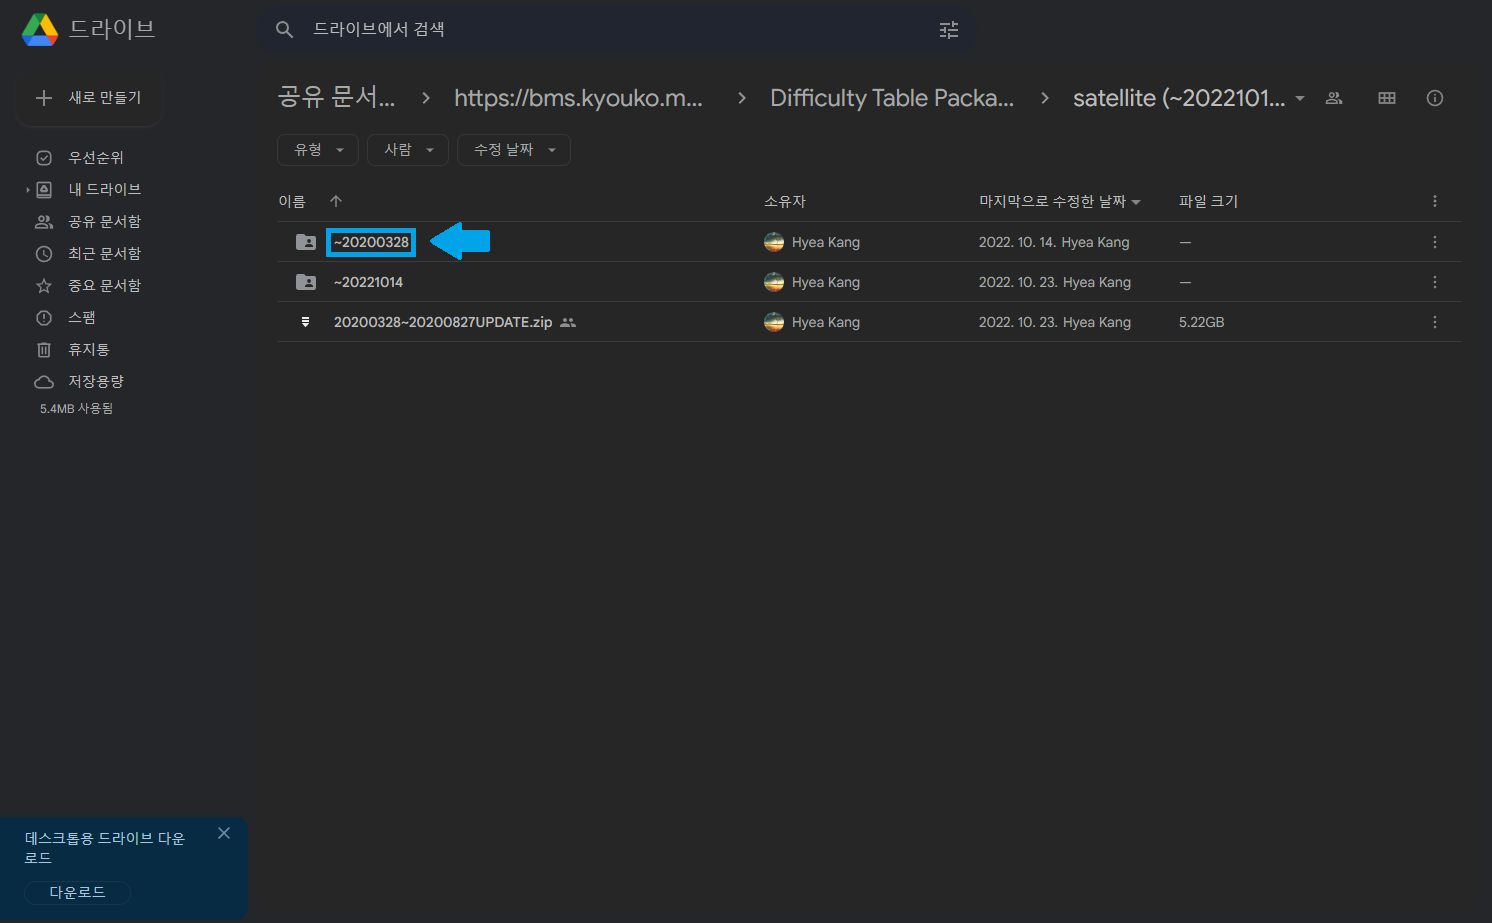 드라이브
드라이브에서 검색
새로 만들기
우선순위
내 드라이브
공유 문서함
최근 문서함
중요 문서함
스팸
휴지통
저장용량
5.4MB 사용됨
공유 문서... > https://bms.kyouko.m... > Difficulty Table Packa... > satellite (~2022101...
유형 사람 수정 날짜
이름 소유자 마지막으로 수정한 날짜 파일 크기
~20200328 Hyea Kang 2022. 10. 14. Hyea Kang —
~20221014 Hyea Kang 2022. 10. 23. Hyea Kang —
20200328~20200827UPDATE.zip Hyea Kang 2022. 10. 23. Hyea Kang 5.22GB
데스크톱용 드라이브 다운
로드
다운로드